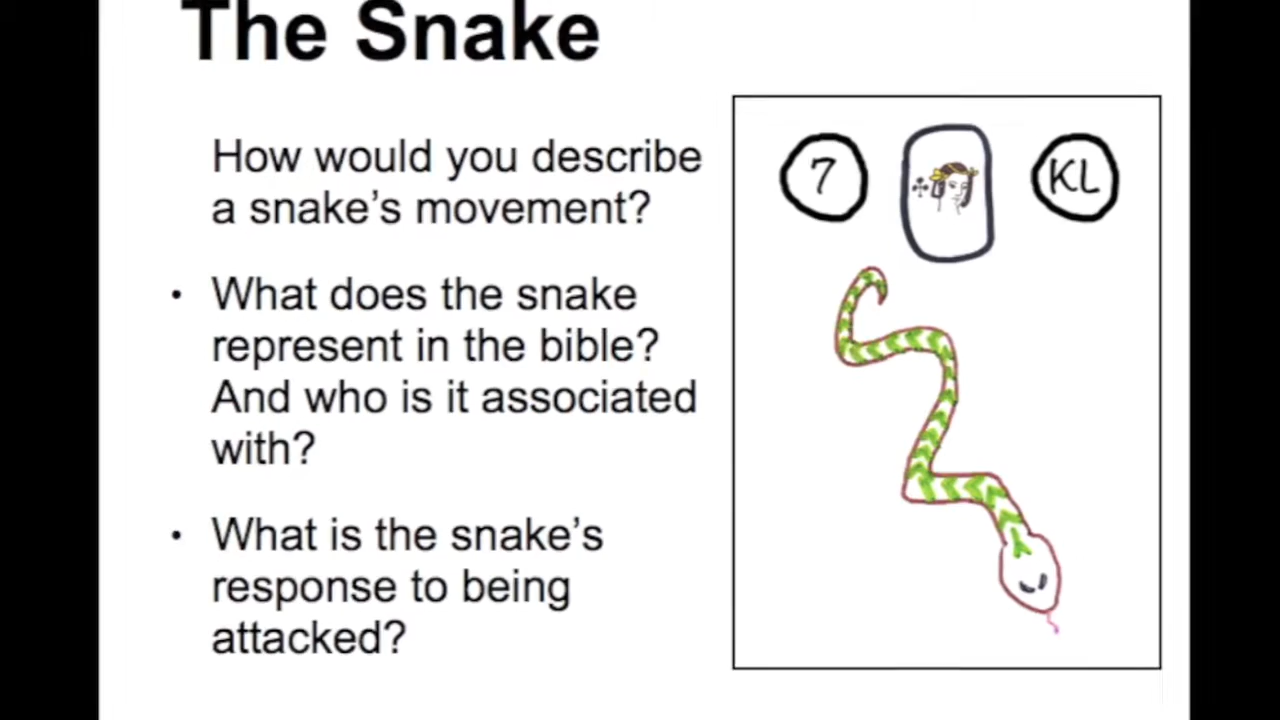 The Snake
How would you describe
a snake's movement?
• What does the snake
represent in the bible?
And who is it associated
with?
• What is the snake's
response to being
attacked?
7
KL